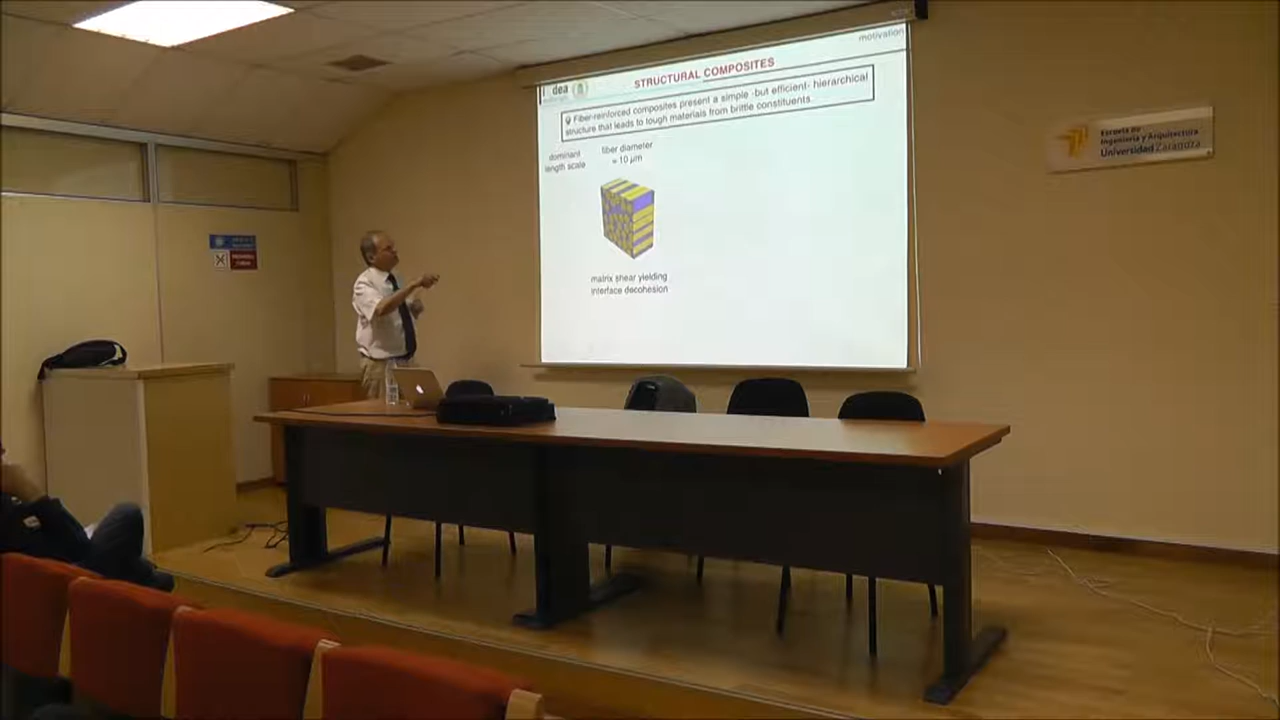 motivation
i dea
STRUCTURAL COMPOSITES
Fiber-reinforced composites present a simple -but efficient- hierarchical
structure that leads to tough materials from brittle constituents.
dominant
length scale
fiber diameter
≈ 10 µm
matrix shear yielding
interface decohesion
Escuela de
Ingeniería y Arquitectura
Universidad Zaragoza